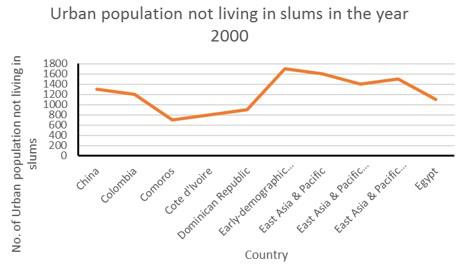 Urban population not living in slums in the year
2000
No. of Urban population not living in
slums
1800
1600
1400
1200
1000
800
600
400
200
0
China
Colombia
Comoros
Cote d'Ivoire
Dominican Republic
Early-demographic...
East Asia & Pacific
East Asia & Pacific...
East Asia & Pacific...
Egypt
Country